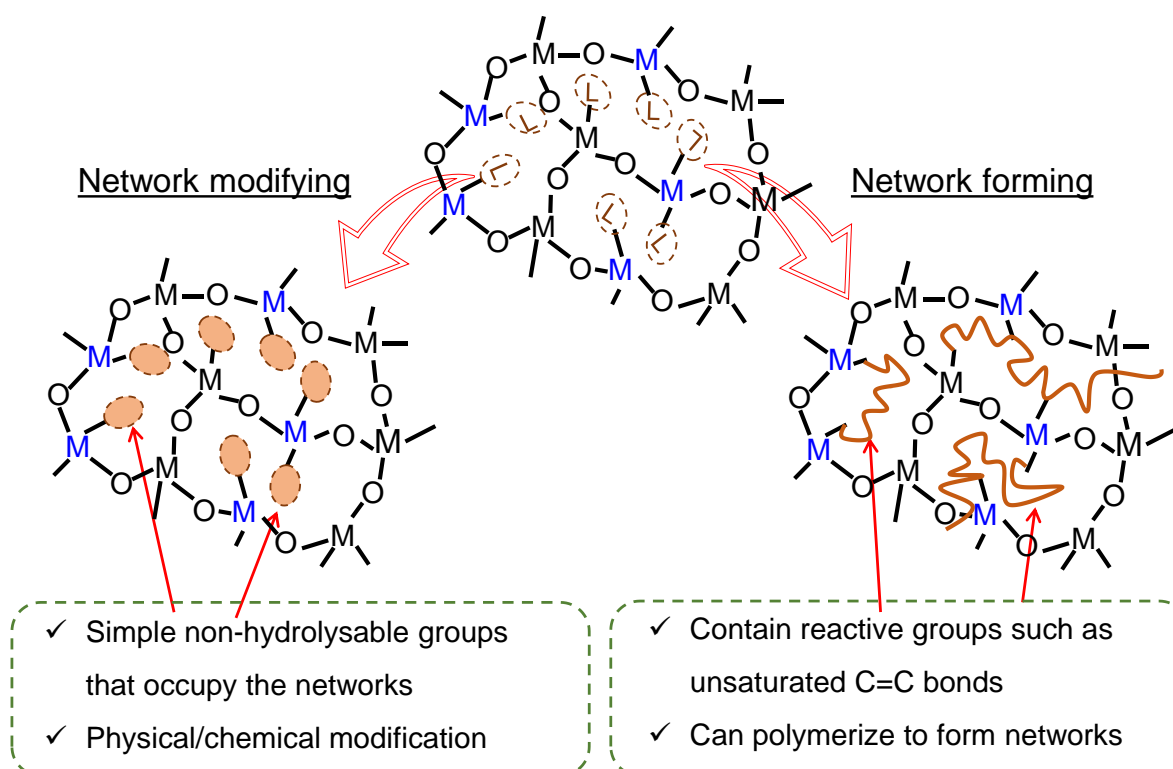 M O M
O
O M
O L
M L L
M L
O O
L O
Network modifying O M O Network forming
M M
L M L
O O
O M
O M
M O M M O M
O O O O
O M O M
M M
M M
O O O O
O O O O
M O M M O M
M M
M M
O O O O
O M O M
O M O M
✓ Simple non-hydrolysable groups
that occupy the networks
✓ Physical/chemical modification
✓ Contain reactive groups such as
unsaturated C=C bonds
✓ Can polymerize to form networks